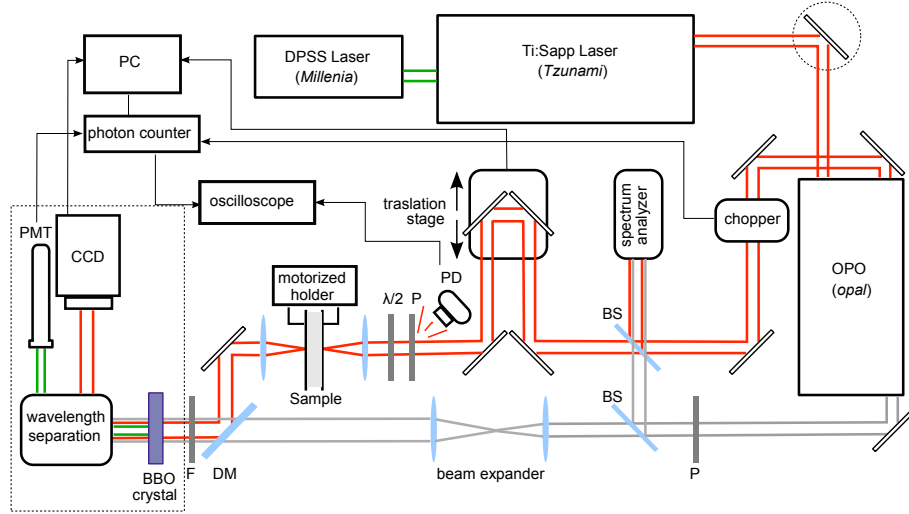 DPSS Laser
(Millenia)
Ti:Sapp Laser
(Tzunami)
PC
photon counter
oscilloscope
traslation
stage
spectrum
analyzer
chopper
OPO
(opal)
PMT
CCD
motorized
holder
λ/2
P
PD
BS
Sample
BS
wavelength
separation
BBO
crystal
F
DM
beam expander
P